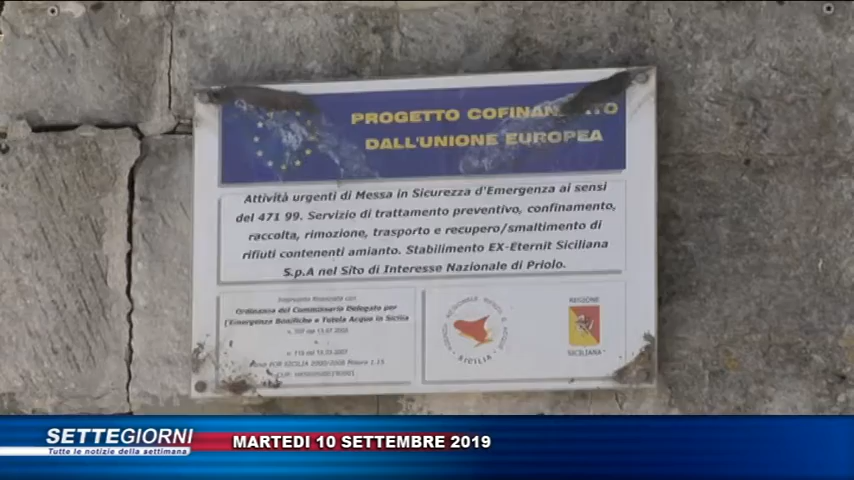 PROGETTO COFINANZIATO
DALL'UNIONE EUROPEA
Attività urgenti di Messa in Sicurezza d'Emergenza ai sensi
del 471 99. Servizio di trattamento preventivo, confinamento,
raccolta, rimozione, trasporto e recupero/smaltimento di
rifiuti contenenti amianto. Stabilimento EX-Eternit Siciliana
S.p.A nel Sito di Interesse Nazionale di Priolo.
Ordinanza del Commissario Delegato per
l'Emergenza Bonifiche e Tutela Acque in Sicilia
SICILIA
REGIONE
SICILIANA
SETTEGIORNI
Tutte le notizie della settimana
MARTEDI 10 SETTEMBRE 2019